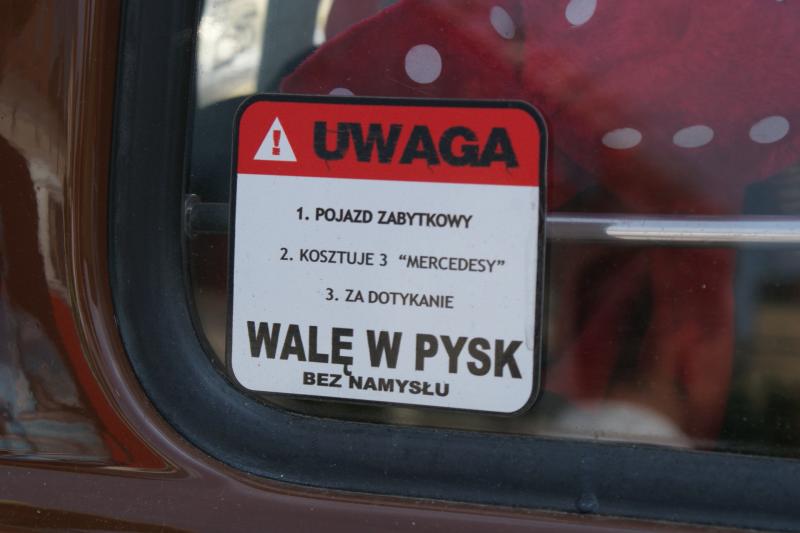 UWAGA
1. POJAZD ZABYTKOWY
2. KOSZTUJE 3 "MERCEDESY"
3. ZA DOTYKANIE
WALĘ W PYSK
BEZ NAMYSŁU